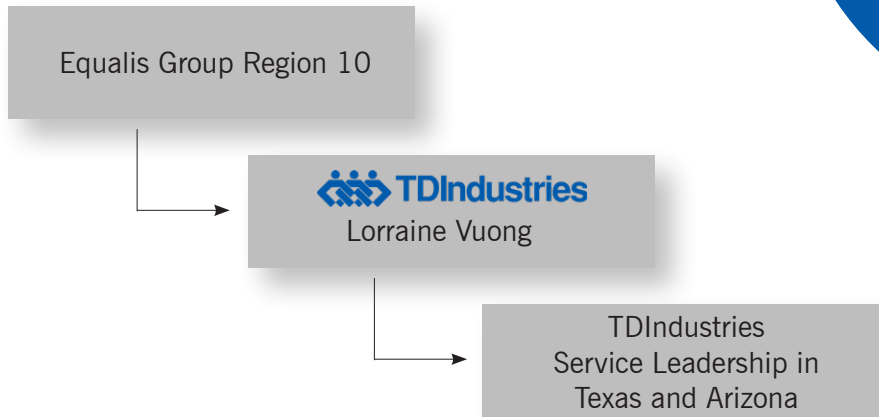 Equalis Group Region 10
TDIndustries
Lorraine Vuong
TDIndustries
Service Leadership in
Texas and Arizona